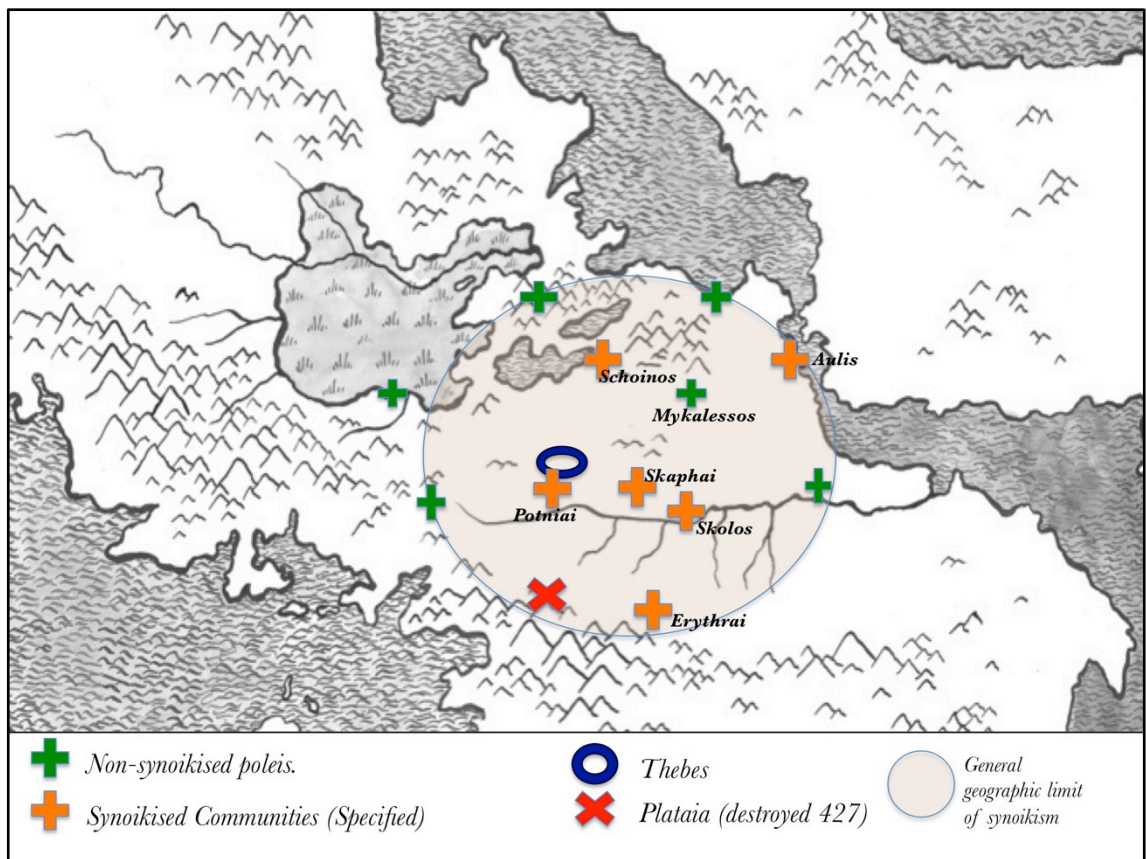 Aulis
Schoinos
Mykalessos
Skaphai
Potniai
Skolos
Erythrai
Non-synoikised poleis.
Synoikised Communities (Specified)
Thebes
Plataia (destroyed 427)
General
geographic limit
of synoikism